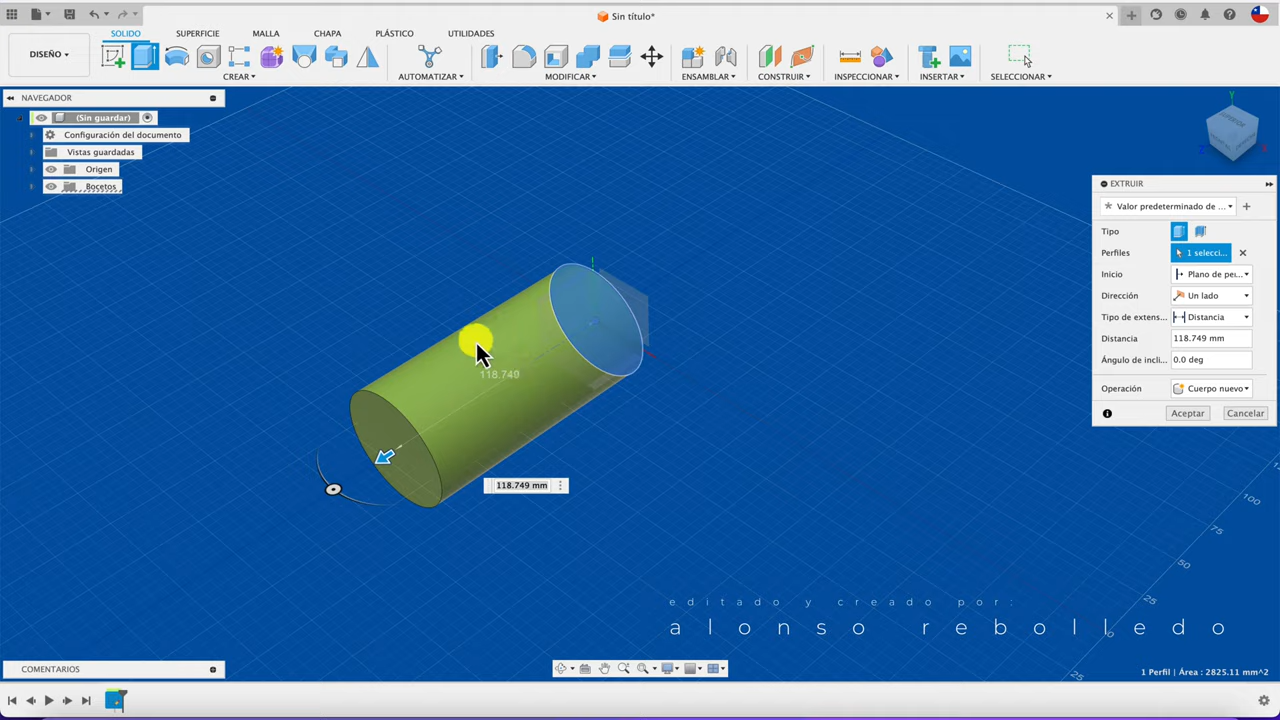 Sin título*
DISEÑO
SOLIDO SUPERFICIE MALLA CHAPA PLÁSTICO UTILIDADES
CREAR AUTOMATIZAR MODIFICAR ENSAMBLAR CONSTRUIR INSPECCIONAR INSERTAR SELECCIONAR
NAVEGADOR
(Sin guardar)
Configuración del documento
Vistas guardadas
Origen
Bocetos
Y
Z
EXTRUIR
Valor predeterminado de ...
Tipo
Perfiles 1 selecci...
Inicio Plano de per...
Dirección Un lado
Tipo de extens... Distancia
Distancia 118.749 mm
Ángulo de incli... 0.0 deg
Operación Cuerpo nuevo
Aceptar Cancelar
118.749
118.749 mm
100
75
50
25
0
25
editado y creado por:
alonso rebolledo
COMENTARIOS
1 Perfil | Área : 2825.11 mm^2